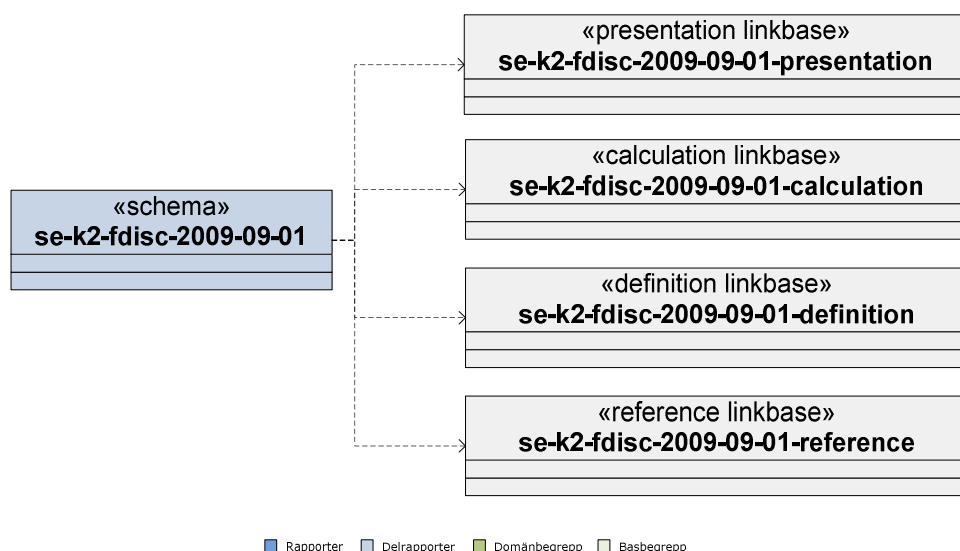 «schema»
se-k2-fdisc-2009-09-01
«presentation linkbase»
se-k2-fdisc-2009-09-01-presentation
«calculation linkbase»
se-k2-fdisc-2009-09-01-calculation
«definition linkbase»
se-k2-fdisc-2009-09-01-definition
«reference linkbase»
se-k2-fdisc-2009-09-01-reference
Rapporter Delrapporter Domänbegrepp Basbegrepp